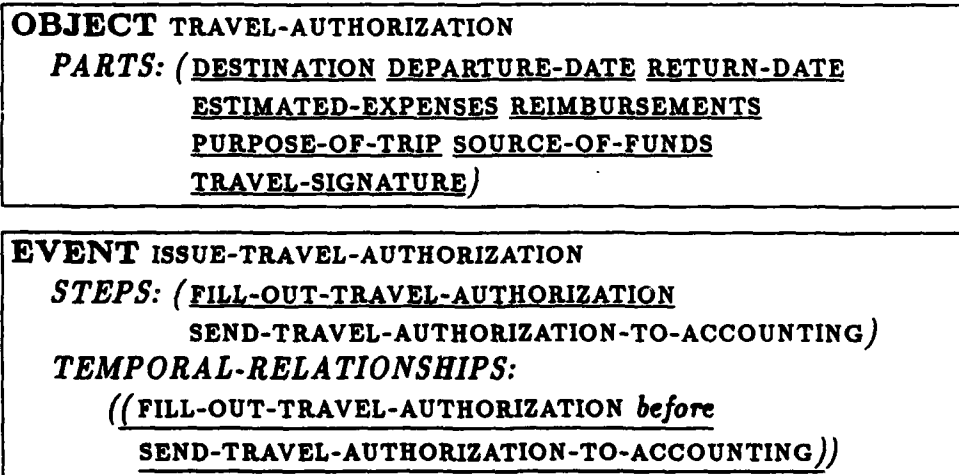 OBJECT TRAVEL-AUTHORIZATION
PARTS: (DESTINATION DEPARTURE-DATE RETURN-DATE
ESTIMATED-EXPENSES REIMBURSEMENTS
PURPOSE-OF-TRIP SOURCE-OF-FUNDS
TRAVEL-SIGNATURE)
EVENT ISSUE-TRAVEL-AUTHORIZATION
STEPS: (FILL-OUT-TRAVEL-AUTHORIZATION
SEND-TRAVEL-AUTHORIZATION-TO-ACCOUNTING)
TEMPORAL-RELATIONSHIPS:
((FILL-OUT-TRAVEL-AUTHORIZATION before
SEND-TRAVEL-AUTHORIZATION-TO-ACCOUNTING))